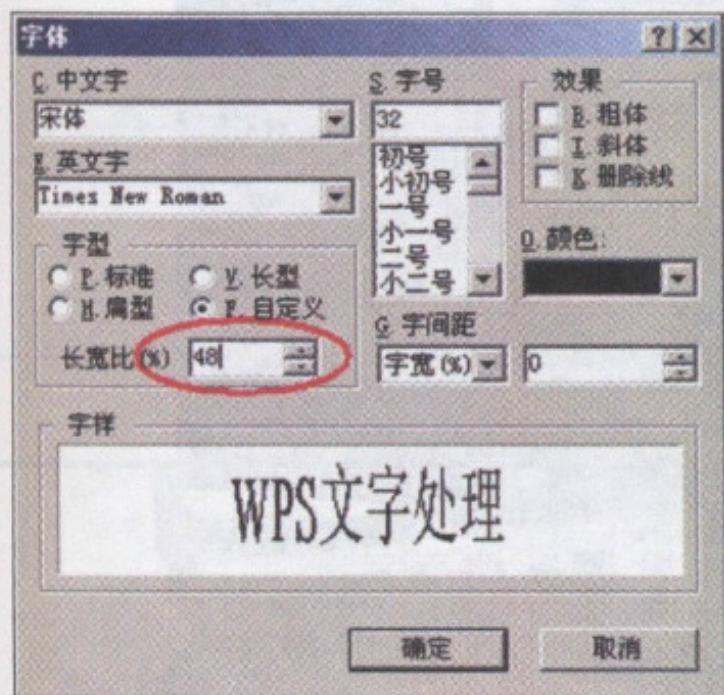 字体
C. 中文字
宋体
E. 英文字
Times New Roman
字型
P. 标准
V. 长型
H. 扁型
F. 自定义
长宽比(%)
48
S. 字号
32
初号
小初号
一号
小一号
二号
小二号
效果
B. 粗体
I. 斜体
K. 删除线
O. 颜色:
G. 字间距
字宽(%)
0
字样
WPS文字处理
确定
取消